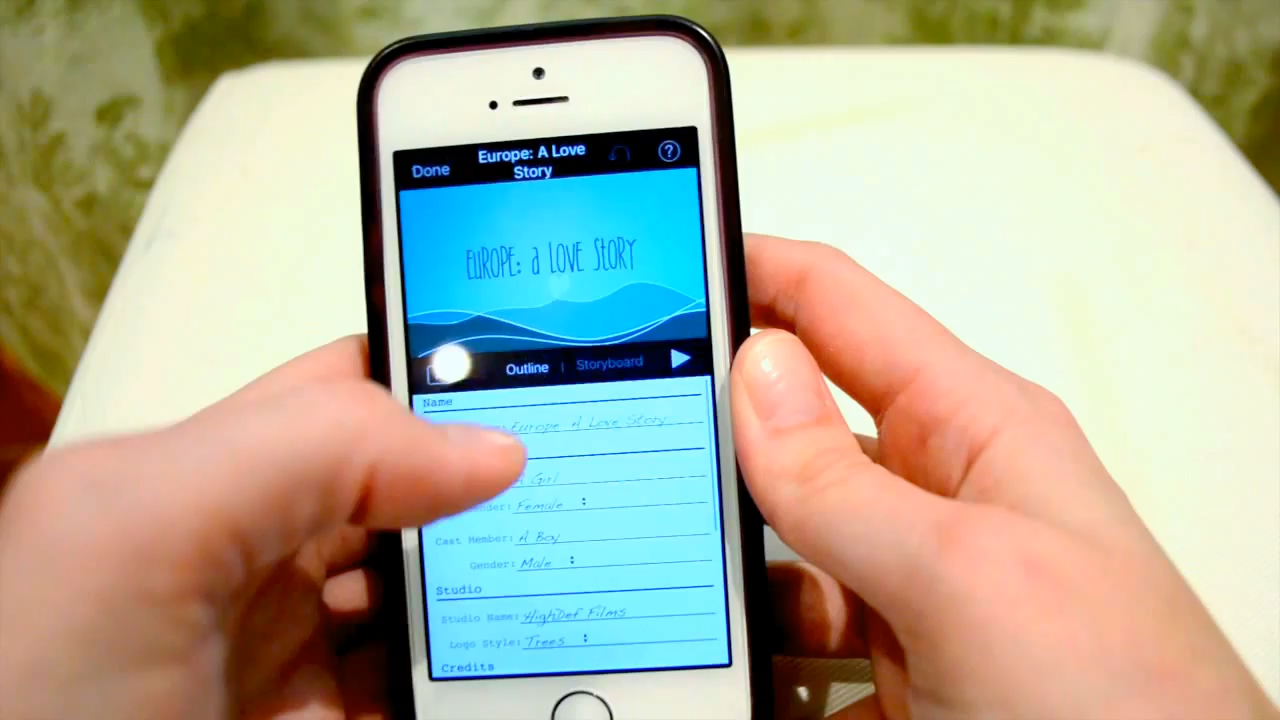 Done
Europe: A Love
Story
?
EUROPE: a LOVE STORY
Outline | Storyboard
Name
Europe A Love Story
A Girl
Female
Cast Member: A Boy
Gender: Male
Studio
Studio Name: HighDef Films
Logo Style: Trees
Credits